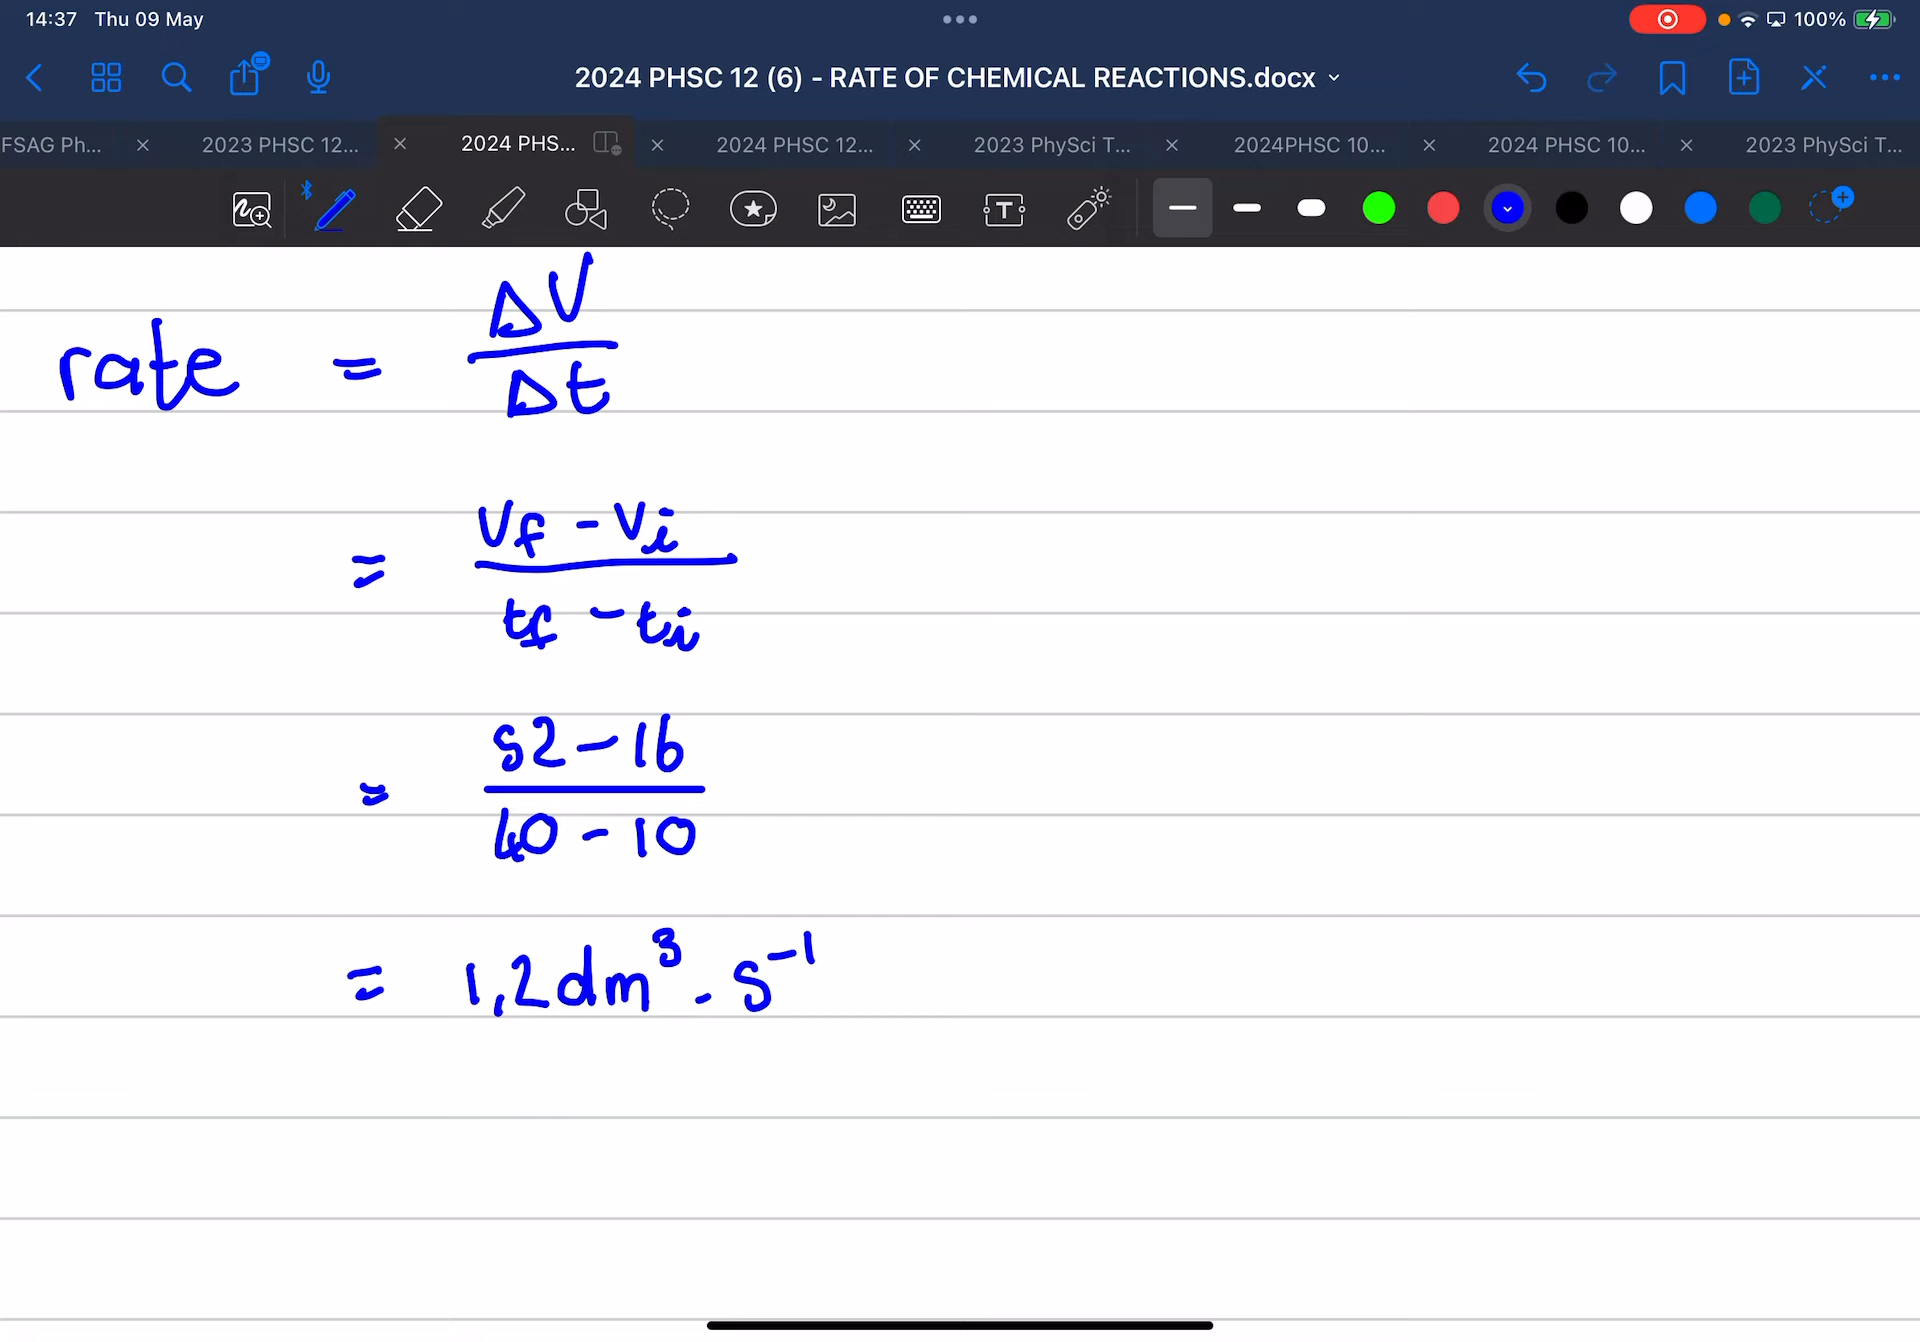 14:37 Thu 09 May
100%
2024 PHSC 12 (6) - RATE OF CHEMICAL REACTIONS.docx
FSAG Ph... 2023 PHSC 12... 2024 PHS... 2024 PHSC 12... 2023 PhySci T... 2024PHSC 10... 2024 PHSC 10... 2023 PhySci T...
rate = ΔV / Δt
= Vf - Vi / tf - ti
= 52 - 16 / 40 - 10
= 1,2 dm³ . s⁻¹